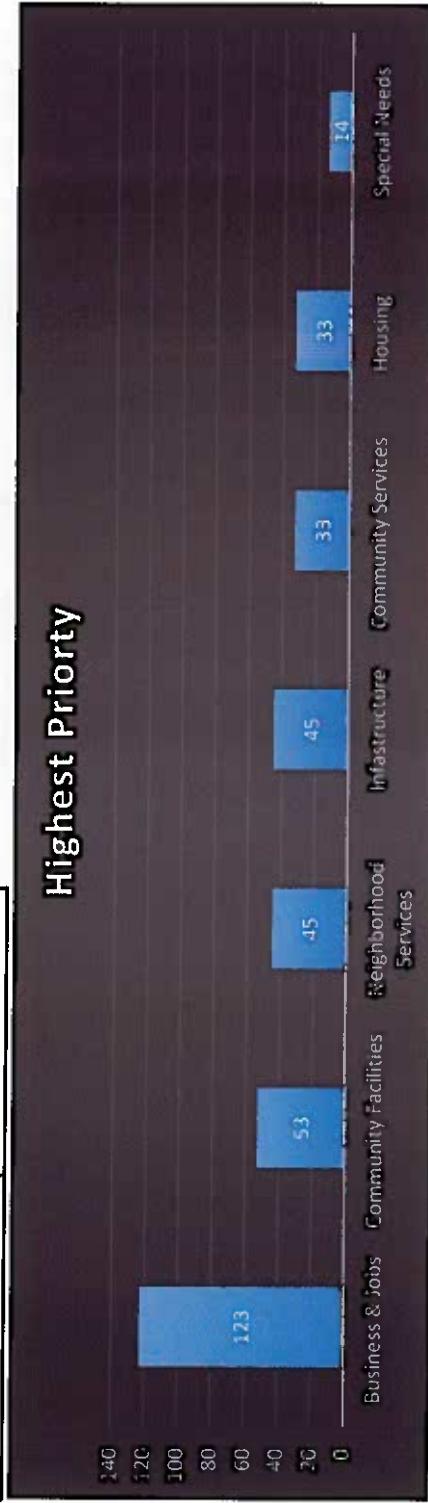 Highest Priorty
140
120
100
80
60
40
20
0
123
53
45
45
33
33
14
Business & Jobs
Community Facilities
Neighborhood
Services
Infastructure
Community Services
Housing
Special Needs